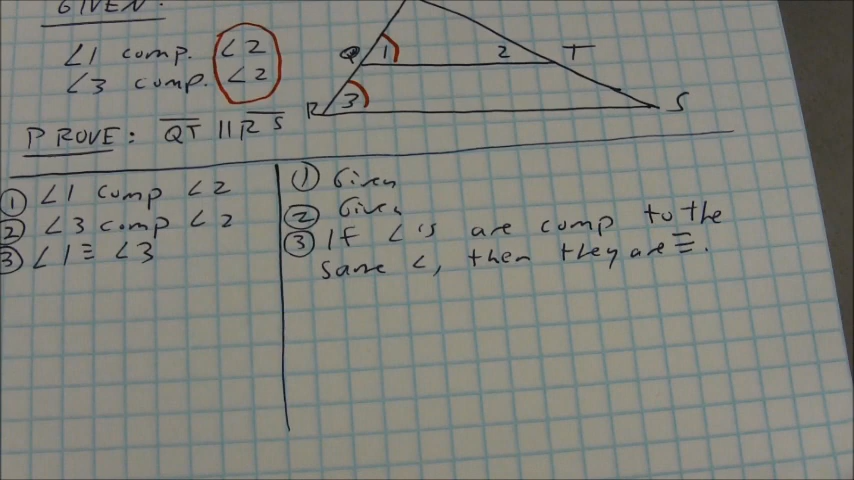 GIVEN:
∠1 comp. ∠2
∠3 comp. ∠2
PROVE: QT || RS
Q 1 2 T
R 3 S
① ∠1 comp ∠2
② ∠3 comp ∠2
③ ∠1 ≡ ∠3
① Given
② Given
③ If ∠'s are comp to the
same ∠, then they are ≡.